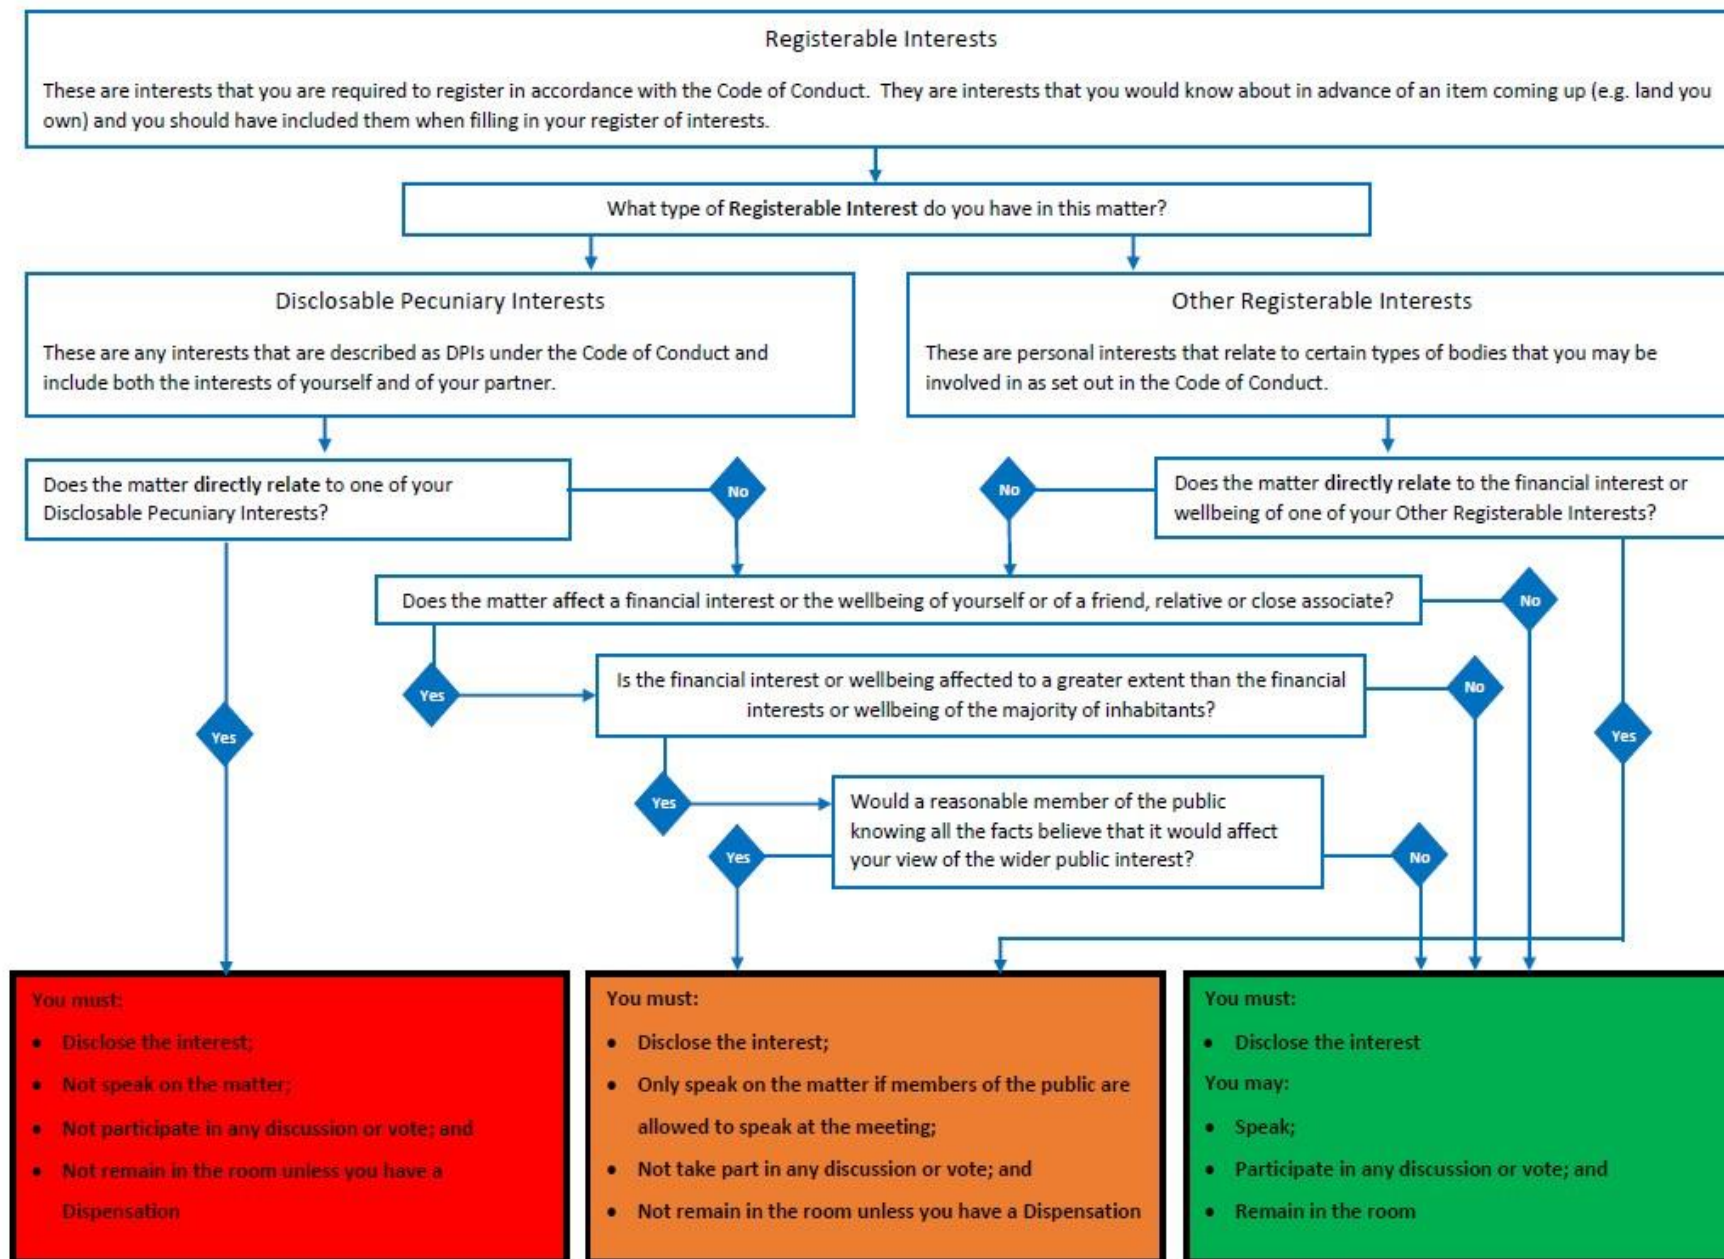 Registerable Interests
These are interests that you are required to register in accordance with the Code of Conduct. They are interests that you would know about in advance of an item coming up (e.g. land you
own) and you should have included them when filling in your register of interests.
What type of Registerable Interest do you have in this matter?
Disclosable Pecuniary Interests
These are any interests that are described as DPIs under the Code of Conduct and
include both the interests of yourself and of your partner.
Other Registerable Interests
These are personal interests that relate to certain types of bodies that you may be
involved in as set out in the Code of Conduct.
Does the matter directly relate to one of your
Disclosable Pecuniary Interests?
No
No
Does the matter directly relate to the financial interest or
wellbeing of one of your Other Registerable Interests?
Does the matter affect a financial interest or the wellbeing of yourself or of a friend, relative or close associate?
No
Yes
Is the financial interest or wellbeing affected to a greater extent than the financial
interests or wellbeing of the majority of inhabitants?
No
Yes
Yes
Yes
Would a reasonable member of the public
knowing all the facts believe that it would affect
your view of the wider public interest?
Yes
No
You must:
• Disclose the interest;
• Not speak on the matter;
• Not participate in any discussion or vote; and
• Not remain in the room unless you have a
Dispensation
You must:
• Disclose the interest;
• Only speak on the matter if members of the public are
allowed to speak at the meeting;
• Not take part in any discussion or vote; and
• Not remain in the room unless you have a Dispensation
You must:
• Disclose the interest
You may:
• Speak;
• Participate in any discussion or vote; and
• Remain in the room